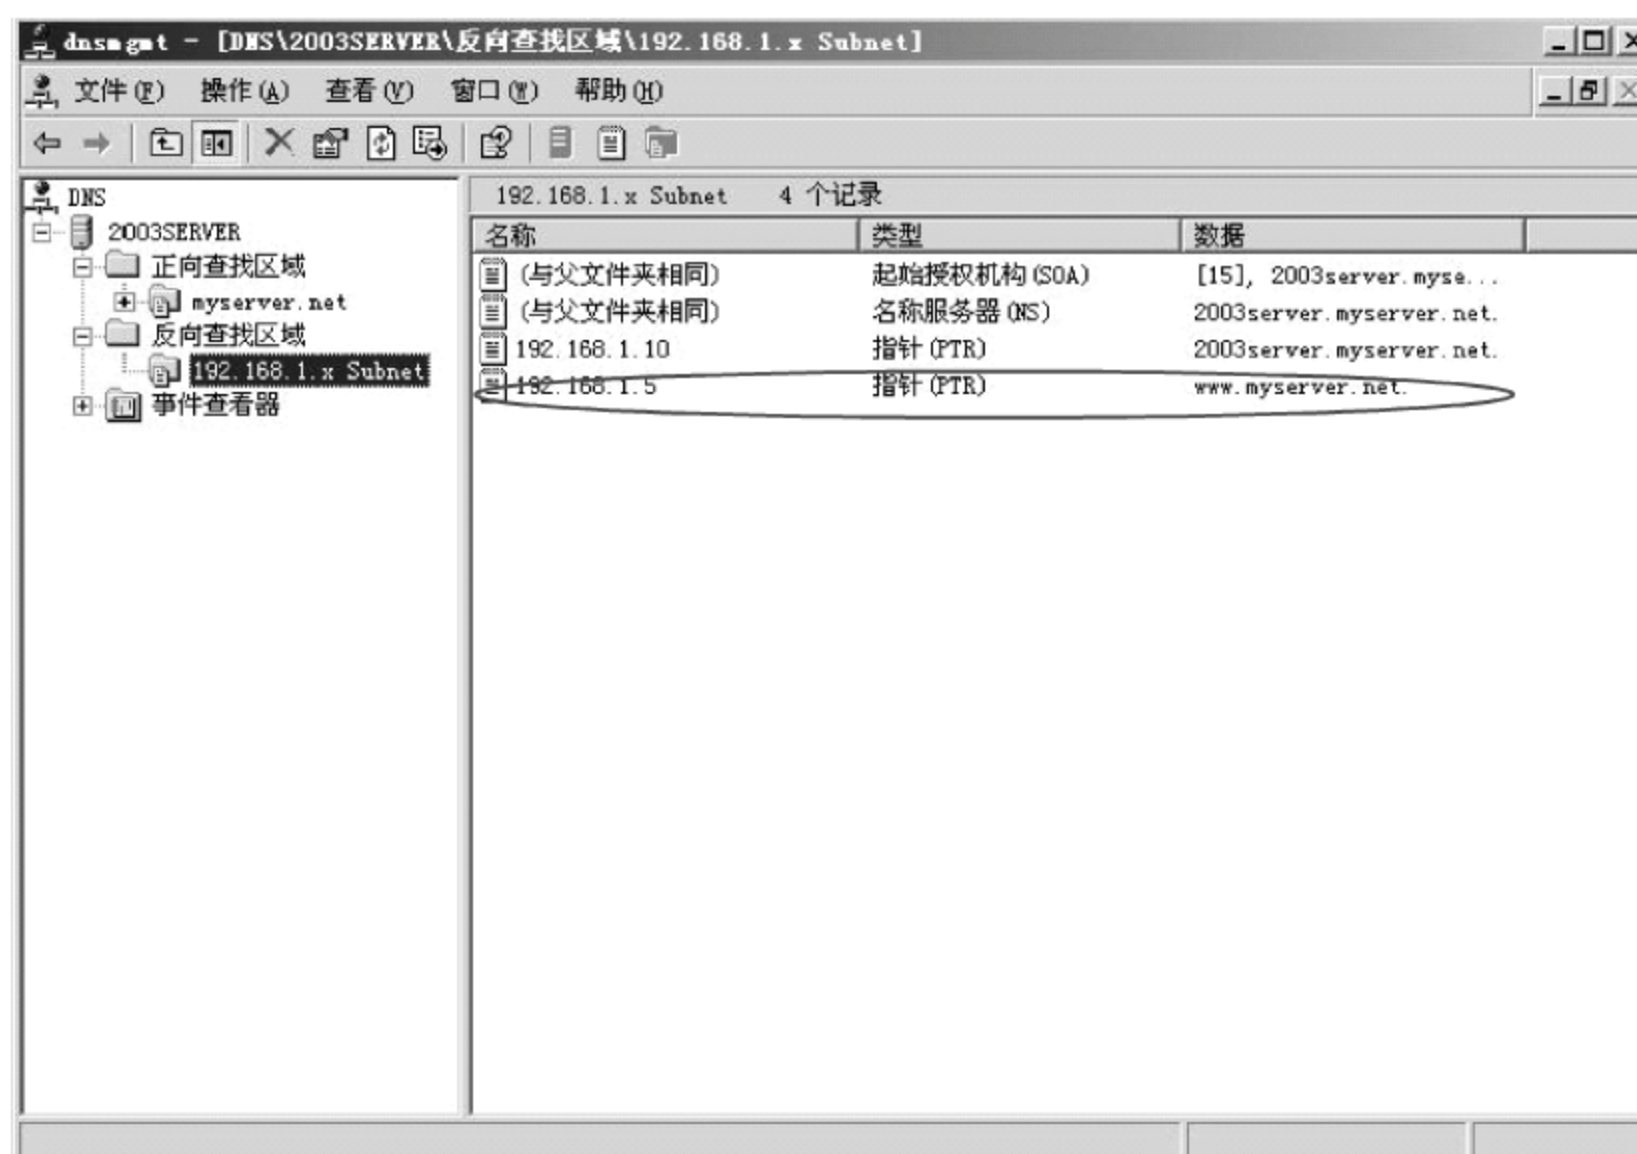 dnsmgmt - [DNS\2003SERVER\反向查找区域\192.168.1.x Subnet]
文件(F) 操作(A) 查看(V) 窗口(W) 帮助(H)
DNS
2003SERVER
正向查找区域
myserver.net
反向查找区域
192.168.1.x Subnet
事件查看器
192.168.1.x Subnet 4 个记录
名称 类型 数据
(与父文件夹相同) 起始授权机构(SOA) [15], 2003server.myse...
(与父文件夹相同) 名称服务器(NS) 2003server.myserver.net.
192.168.1.10 指针(PTR) 2003server.myserver.net.
192.168.1.5 指针(PTR) www.myserver.net.